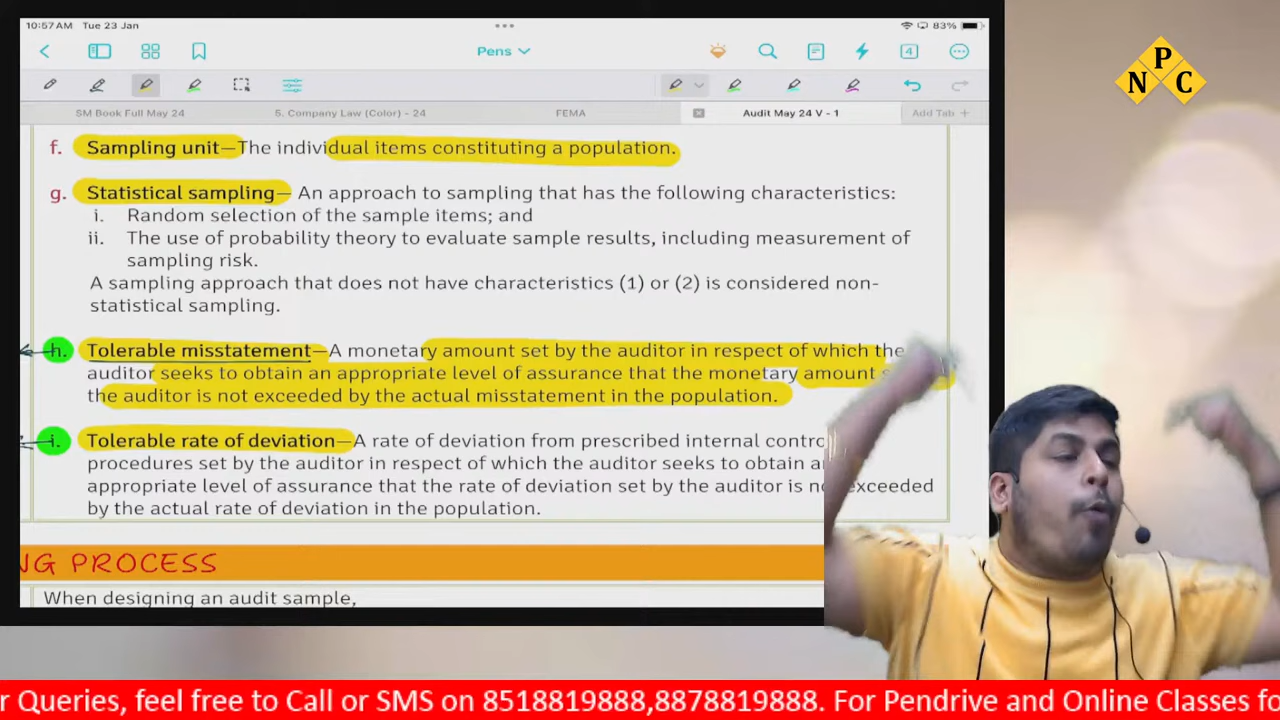 10:57 AM Tue 23 Jan
83%
Pens
4
SM Book Full May 24
5. Company Law (Color) - 24
FEMA
Audit May 24 V - 1
Add Tab +
f. Sampling unit—The individual items constituting a population.
g. Statistical sampling— An approach to sampling that has the following characteristics:
i. Random selection of the sample items; and
ii. The use of probability theory to evaluate sample results, including measurement of
sampling risk.
A sampling approach that does not have characteristics (1) or (2) is considered non-
statistical sampling.
h. Tolerable misstatement—A monetary amount set by the auditor in respect of which the
auditor seeks to obtain an appropriate level of assurance that the monetary amount
the auditor is not exceeded by the actual misstatement in the population.
i. Tolerable rate of deviation—A rate of deviation from prescribed internal contro
procedures set by the auditor in respect of which the auditor seeks to obtain
appropriate level of assurance that the rate of deviation set by the auditor is exceeded
by the actual rate of deviation in the population.
NG PROCESS
When designing an audit sample,
P
N C
r Queries, feel free to Call or SMS on 8518819888,8878819888. For Pendrive and Online Classes fo